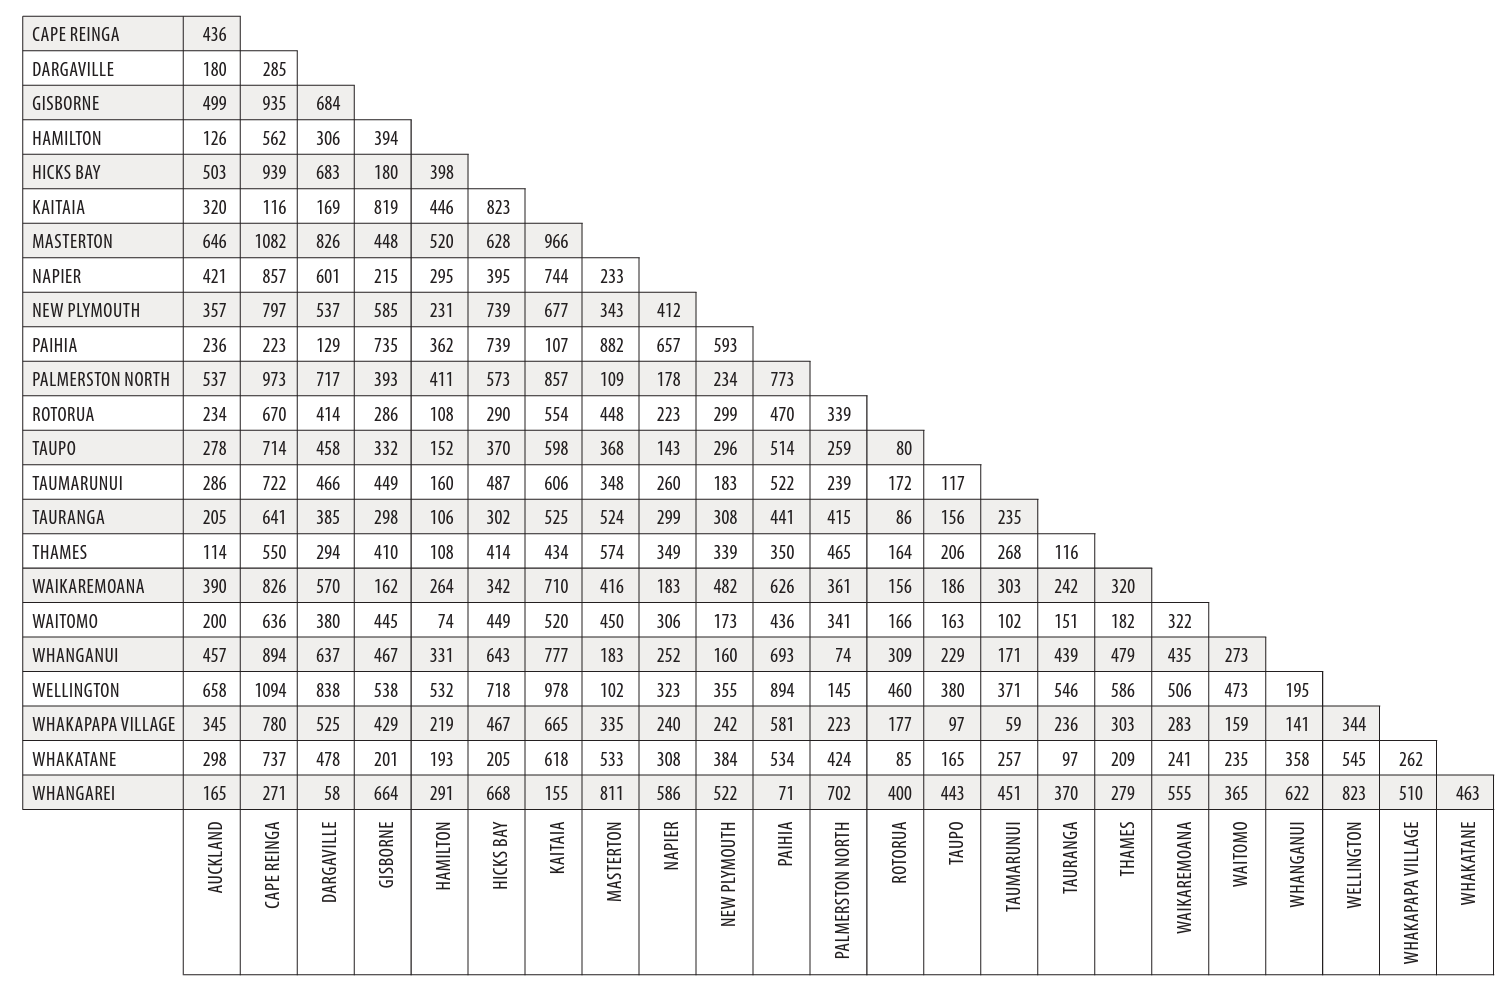 CAPE REINGA 436
DARGAVILLE 180 285
GISBORNE 499 935 684
HAMILTON 126 562 306 394
HICKS BAY 503 939 683 180 398
KAITAIA 320 116 169 819 446 823
MASTERTON 646 1082 826 448 520 628 966
NAPIER 421 857 601 215 295 395 744 233
NEW PLYMOUTH 357 797 537 585 231 739 677 343 412
PAIHIA 236 223 129 735 362 739 107 882 657 593
PALMERSTON NORTH 537 973 717 393 411 573 857 109 178 234 773
ROTORUA 234 670 414 286 108 290 554 448 223 299 470 339
TAUPO 278 714 458 332 152 370 598 368 143 296 514 259 80
TAUMARUNUI 286 722 466 449 160 487 606 348 260 183 522 239 172 117
TAURANGA 205 641 385 298 106 302 525 524 299 308 441 415 86 156 235
THAMES 114 550 294 410 108 414 434 574 349 339 350 465 164 206 268 116
WAIKAREMOANA 390 826 570 162 264 342 710 416 183 482 626 361 156 186 303 242 320
WAITOMO 200 636 380 445 74 449 520 450 306 173 436 341 166 163 102 151 182 322
WHANGANUI 457 894 637 467 331 643 777 183 252 160 693 74 309 229 171 439 479 435 273
WELLINGTON 658 1094 838 538 532 718 978 102 323 355 894 145 460 380 371 546 586 506 473 195
WHAKAPAPA VILLAGE 345 780 525 429 219 467 665 335 240 242 581 223 177 97 59 236 303 283 159 141 344
WHAKATANE 298 737 478 201 193 205 618 533 308 384 534 424 85 165 257 97 209 241 235 358 545 262
WHANGAREI 165 271 58 664 291 668 155 811 586 522 71 702 400 443 451 370 279 555 365 622 823 510 463
AUCKLAND
CAPE REINGA
DARGAVILLE
GISBORNE
HAMILTON
HICKS BAY
KAITAIA
MASTERTON
NAPIER
NEW PLYMOUTH
PAIHIA
PALMERSTON NORTH
ROTORUA
TAUPO
TAUMARUNUI
TAURANGA
THAMES
WAIKAREMOANA
WAITOMO
WHANGANUI
WELLINGTON
WHAKAPAPA VILLAGE
WHAKATANE